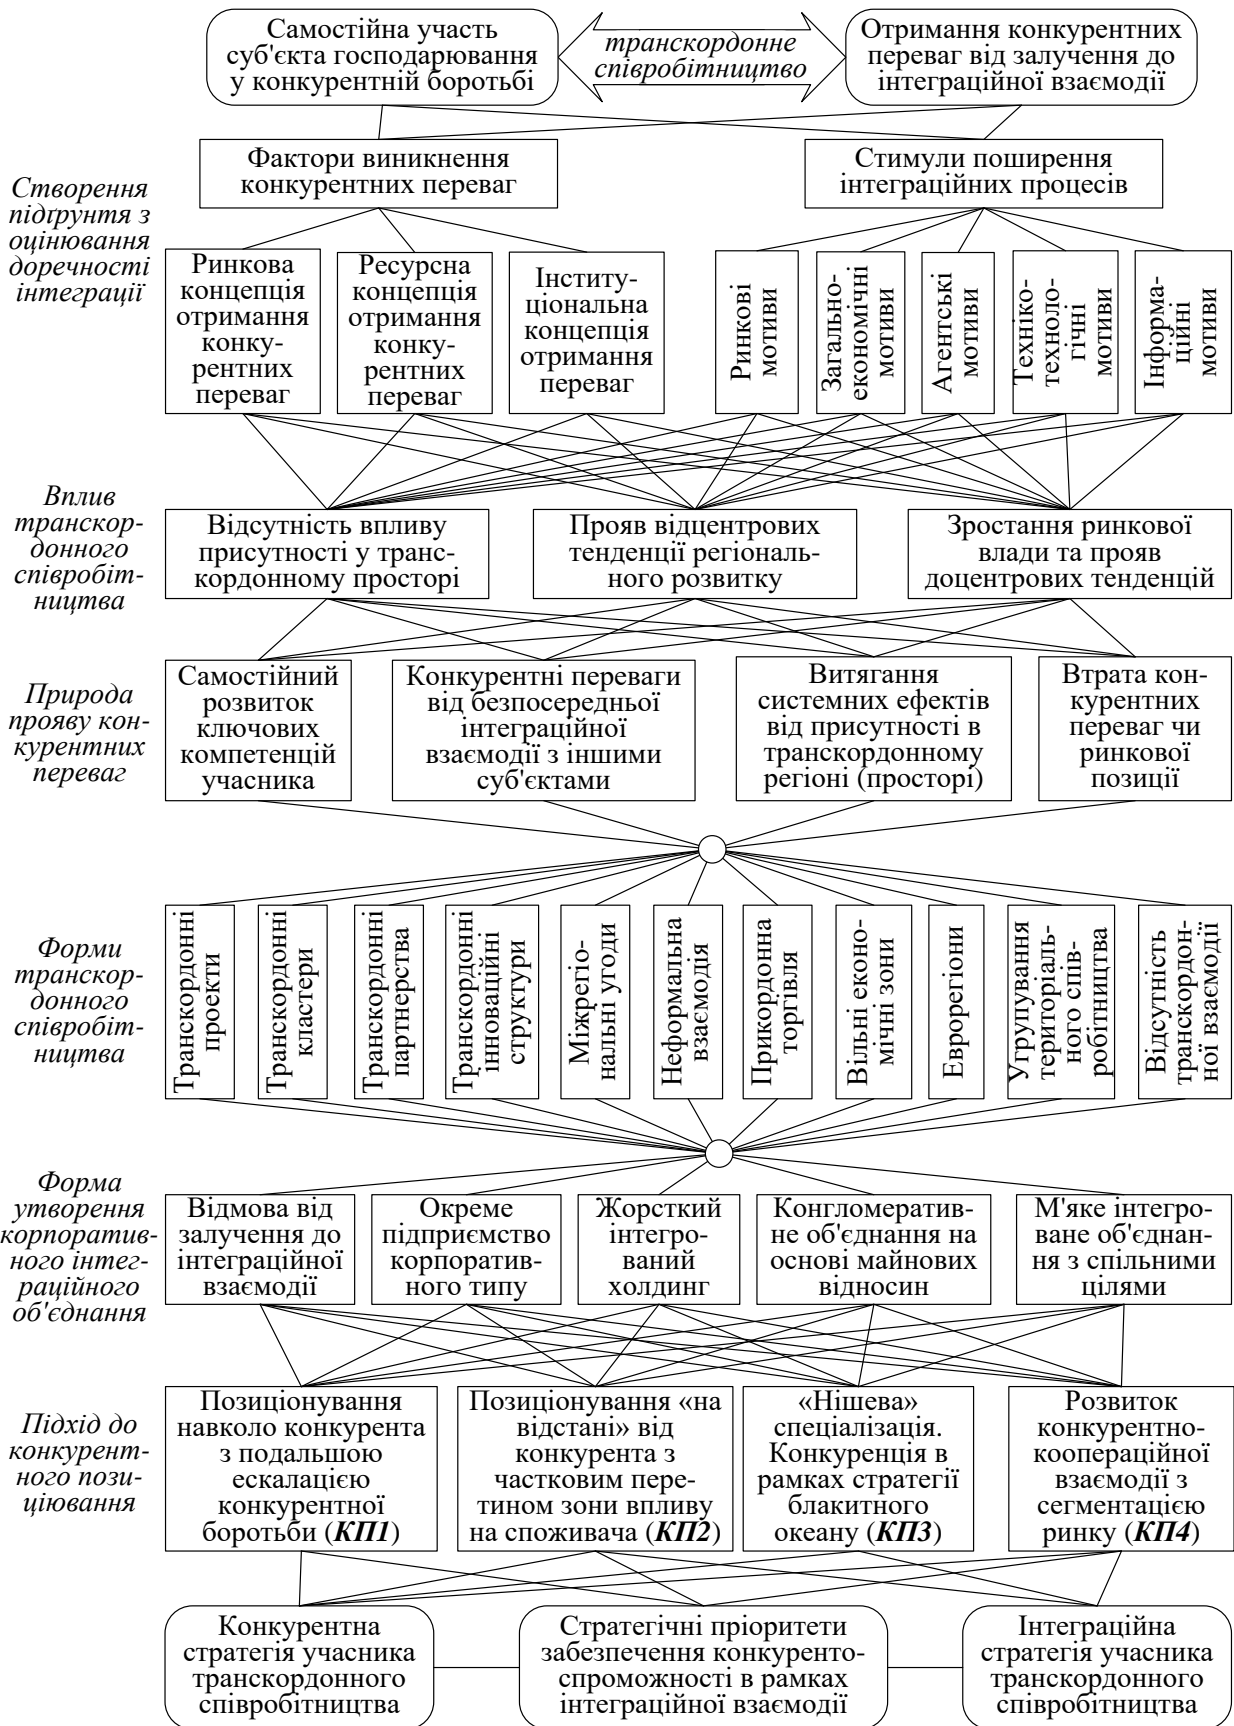 Самостійна участь
суб'єкта господарювання
у конкурентній боротьбі
транскордонне
співробітництво
Отримання конкурентних
переваг від залучення до
інтеграційної взаємодії
Створення
підґрунтя з
оцінювання
доречності
інтеграції
Фактори виникнення
конкурентних переваг
Стимули поширення
інтеграційних процесів
Ринкова
концепція
отримання
конку-
рентних
переваг
Ресурсна
концепція
отримання
конку-
рентних
переваг
Інститу-
ціональна
концепція
отримання
переваг
Ринкові
мотиви
Загально-
економічні
мотиви
Агентські
мотиви
Техніко-
техноло-
гічні
мотиви
Інформа-
ційні
мотиви
Вплив
транскор-
донного
співробіт-
ництва
Відсутність впливу
присутності у транс-
кордонному просторі
Прояв відцентрових
тенденції регіональ-
ного розвитку
Зростання ринкової
влади та прояв
доцентрових тенденцій
Природа
прояву кон-
курентних
переваг
Самостійний
розвиток
ключових
компетенцій
учасника
Конкурентні переваги
від безпосередньої
інтеграційної
взаємодії з іншими
суб'єктами
Витягання
системних ефектів
від присутності в
транскордонному
регіоні (просторі)
Втрата кон-
курентних
переваг чи
ринкової
позиції
Форми
транскор-
донного
співробіт-
ництва
Транскордонні
проекти
Транскордонні
кластери
Транскордонні
партнерства
Транскордонні
інноваційні
структури
Міжрегіо-
нальні угоди
Неформальна
взаємодія
Прикордонна
торгівля
Вільні еконо-
мічні зони
Еврорегіони
Угрупування
територіаль-
ного спів-
робітництва
Відсутність
транскордон-
ної взаємодії
Форма
утворення
корпоратив-
ного інтег-
раційного
об'єднання
Відмова від
залучення до
інтеграційної
взаємодії
Окреме
підприємство
корпоратив-
ного типу
Жорсткий
інтегро-
ваний
холдинг
Конгломератив-
не об'єднання на
основі майнових
відносин
М'яке інтегро-
ване об'єднан-
ня з спільними
цілями
Підхід до
конкурент-
ного пози-
ціювання
Позиціонування
навколо конкурента
з подальшою
ескалацією
конкурентної
боротьби (КП1)
Позиціонування «на
відстані» від
конкурента з
частковим пере-
тином зони впливу
на споживача (КП2)
«Нішева»
спеціалізація.
Конкуренція в
рамках стратегії
блакитного
океану (КП3)
Розвиток
конкурентно-
коопераційної
взаємодії з
сегментацією
ринку (КП4)
Конкурентна
стратегія учасника
транскордонного
співробітництва
Стратегічні пріоритети
забезпечення конкуренто-
спроможності в рамках
інтеграційної взаємодії
Інтеграційна
стратегія учасника
транскордонного
співробітництва